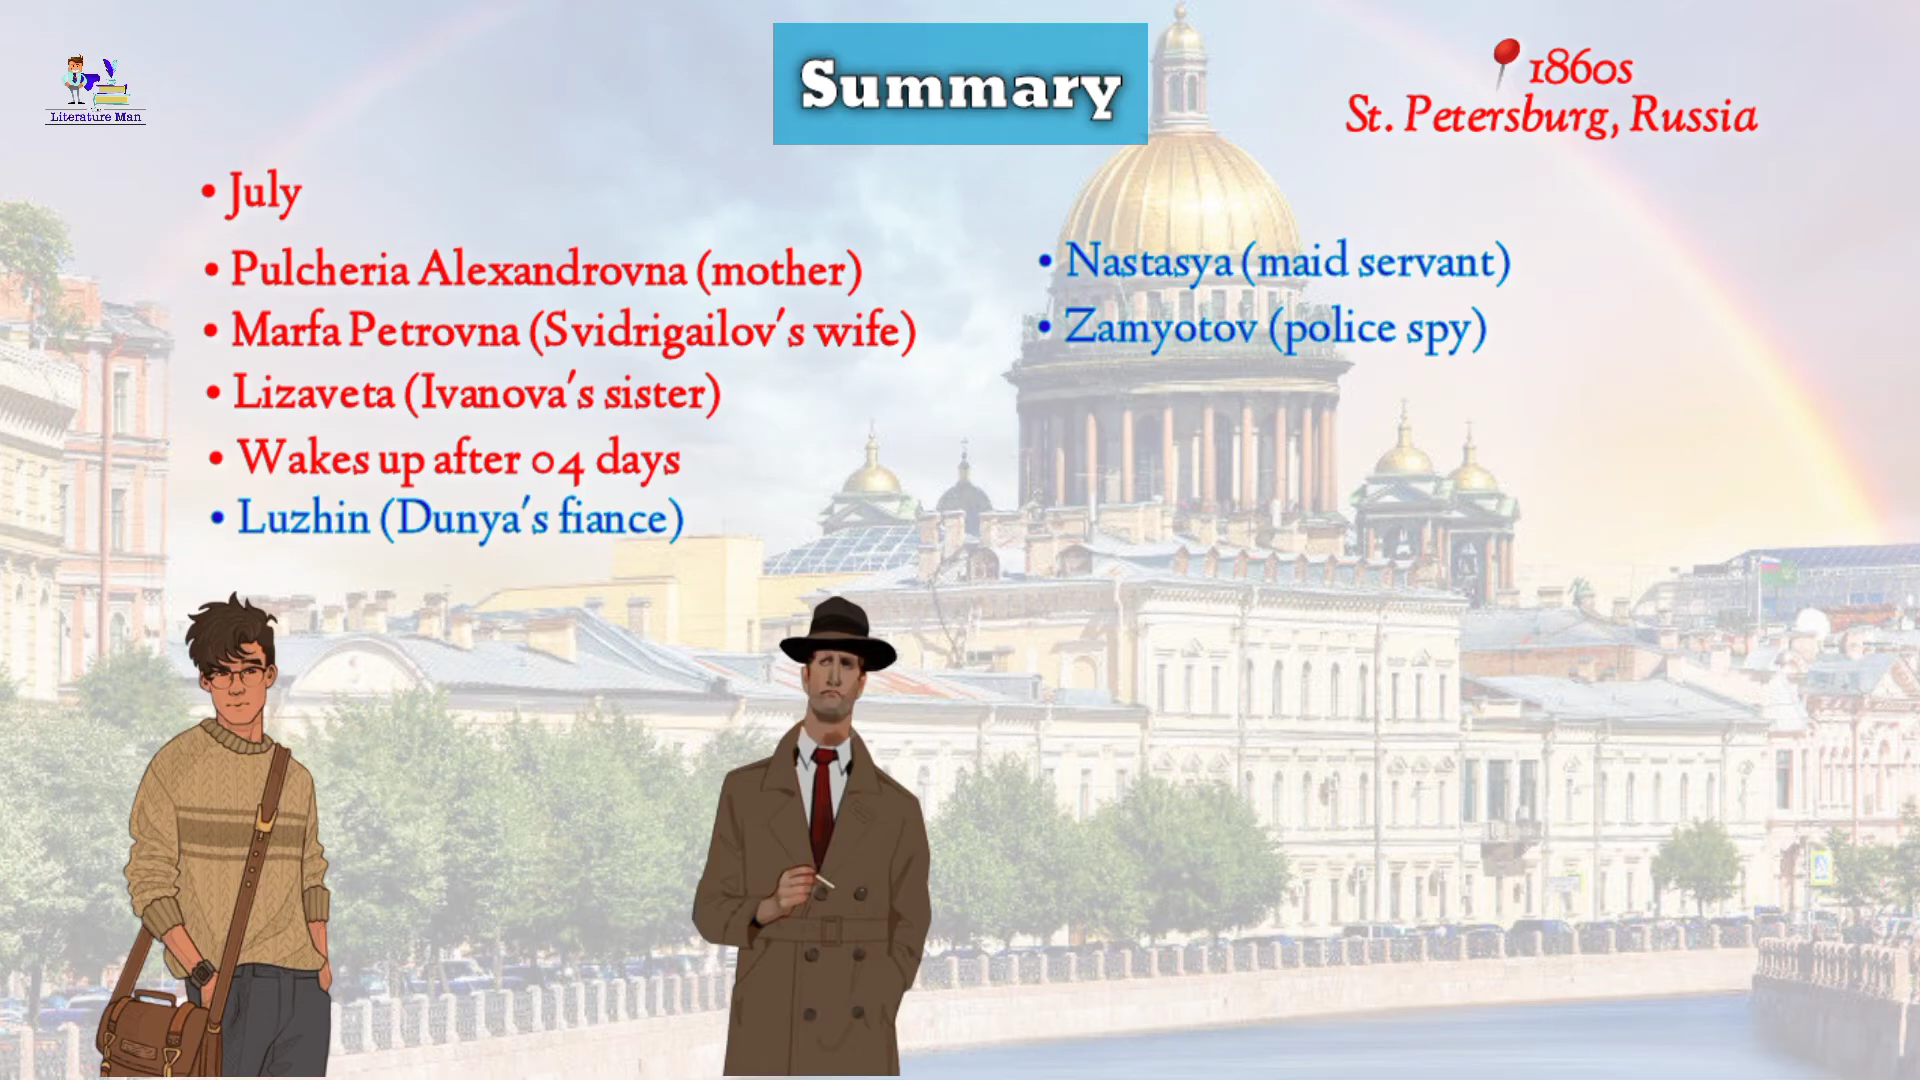 Literature Man
Summary
1860s
St. Petersburg, Russia
• July
• Pulcheria Alexandrovna (mother)
• Marfa Petrovna (Svidrigailov's wife)
• Lizaveta (Ivanova's sister)
• Wakes up after 04 days
• Luzhin (Dunya's fiance)
• Nastasya (maid servant)
• Zamyotov (police spy)